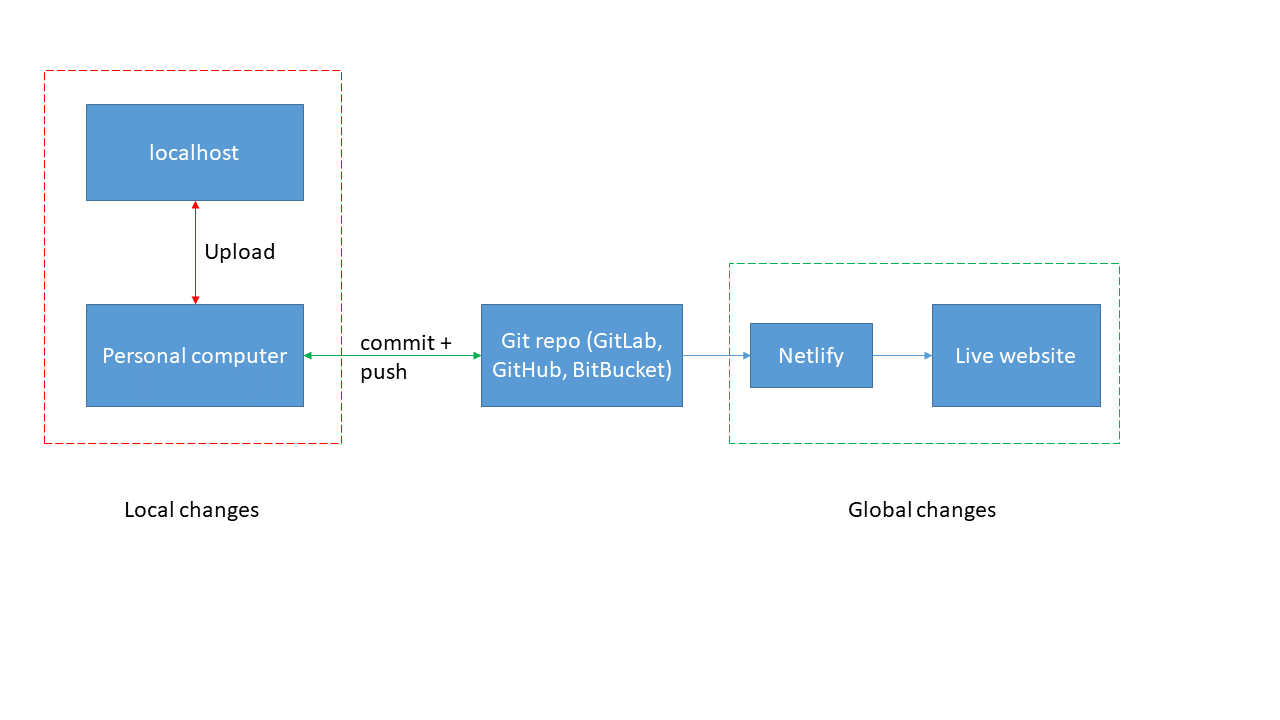 localhost
Upload
Personal computer
commit +
push
Git repo (GitLab,
GitHub, BitBucket)
Netlify
Live website
Local changes
Global changes